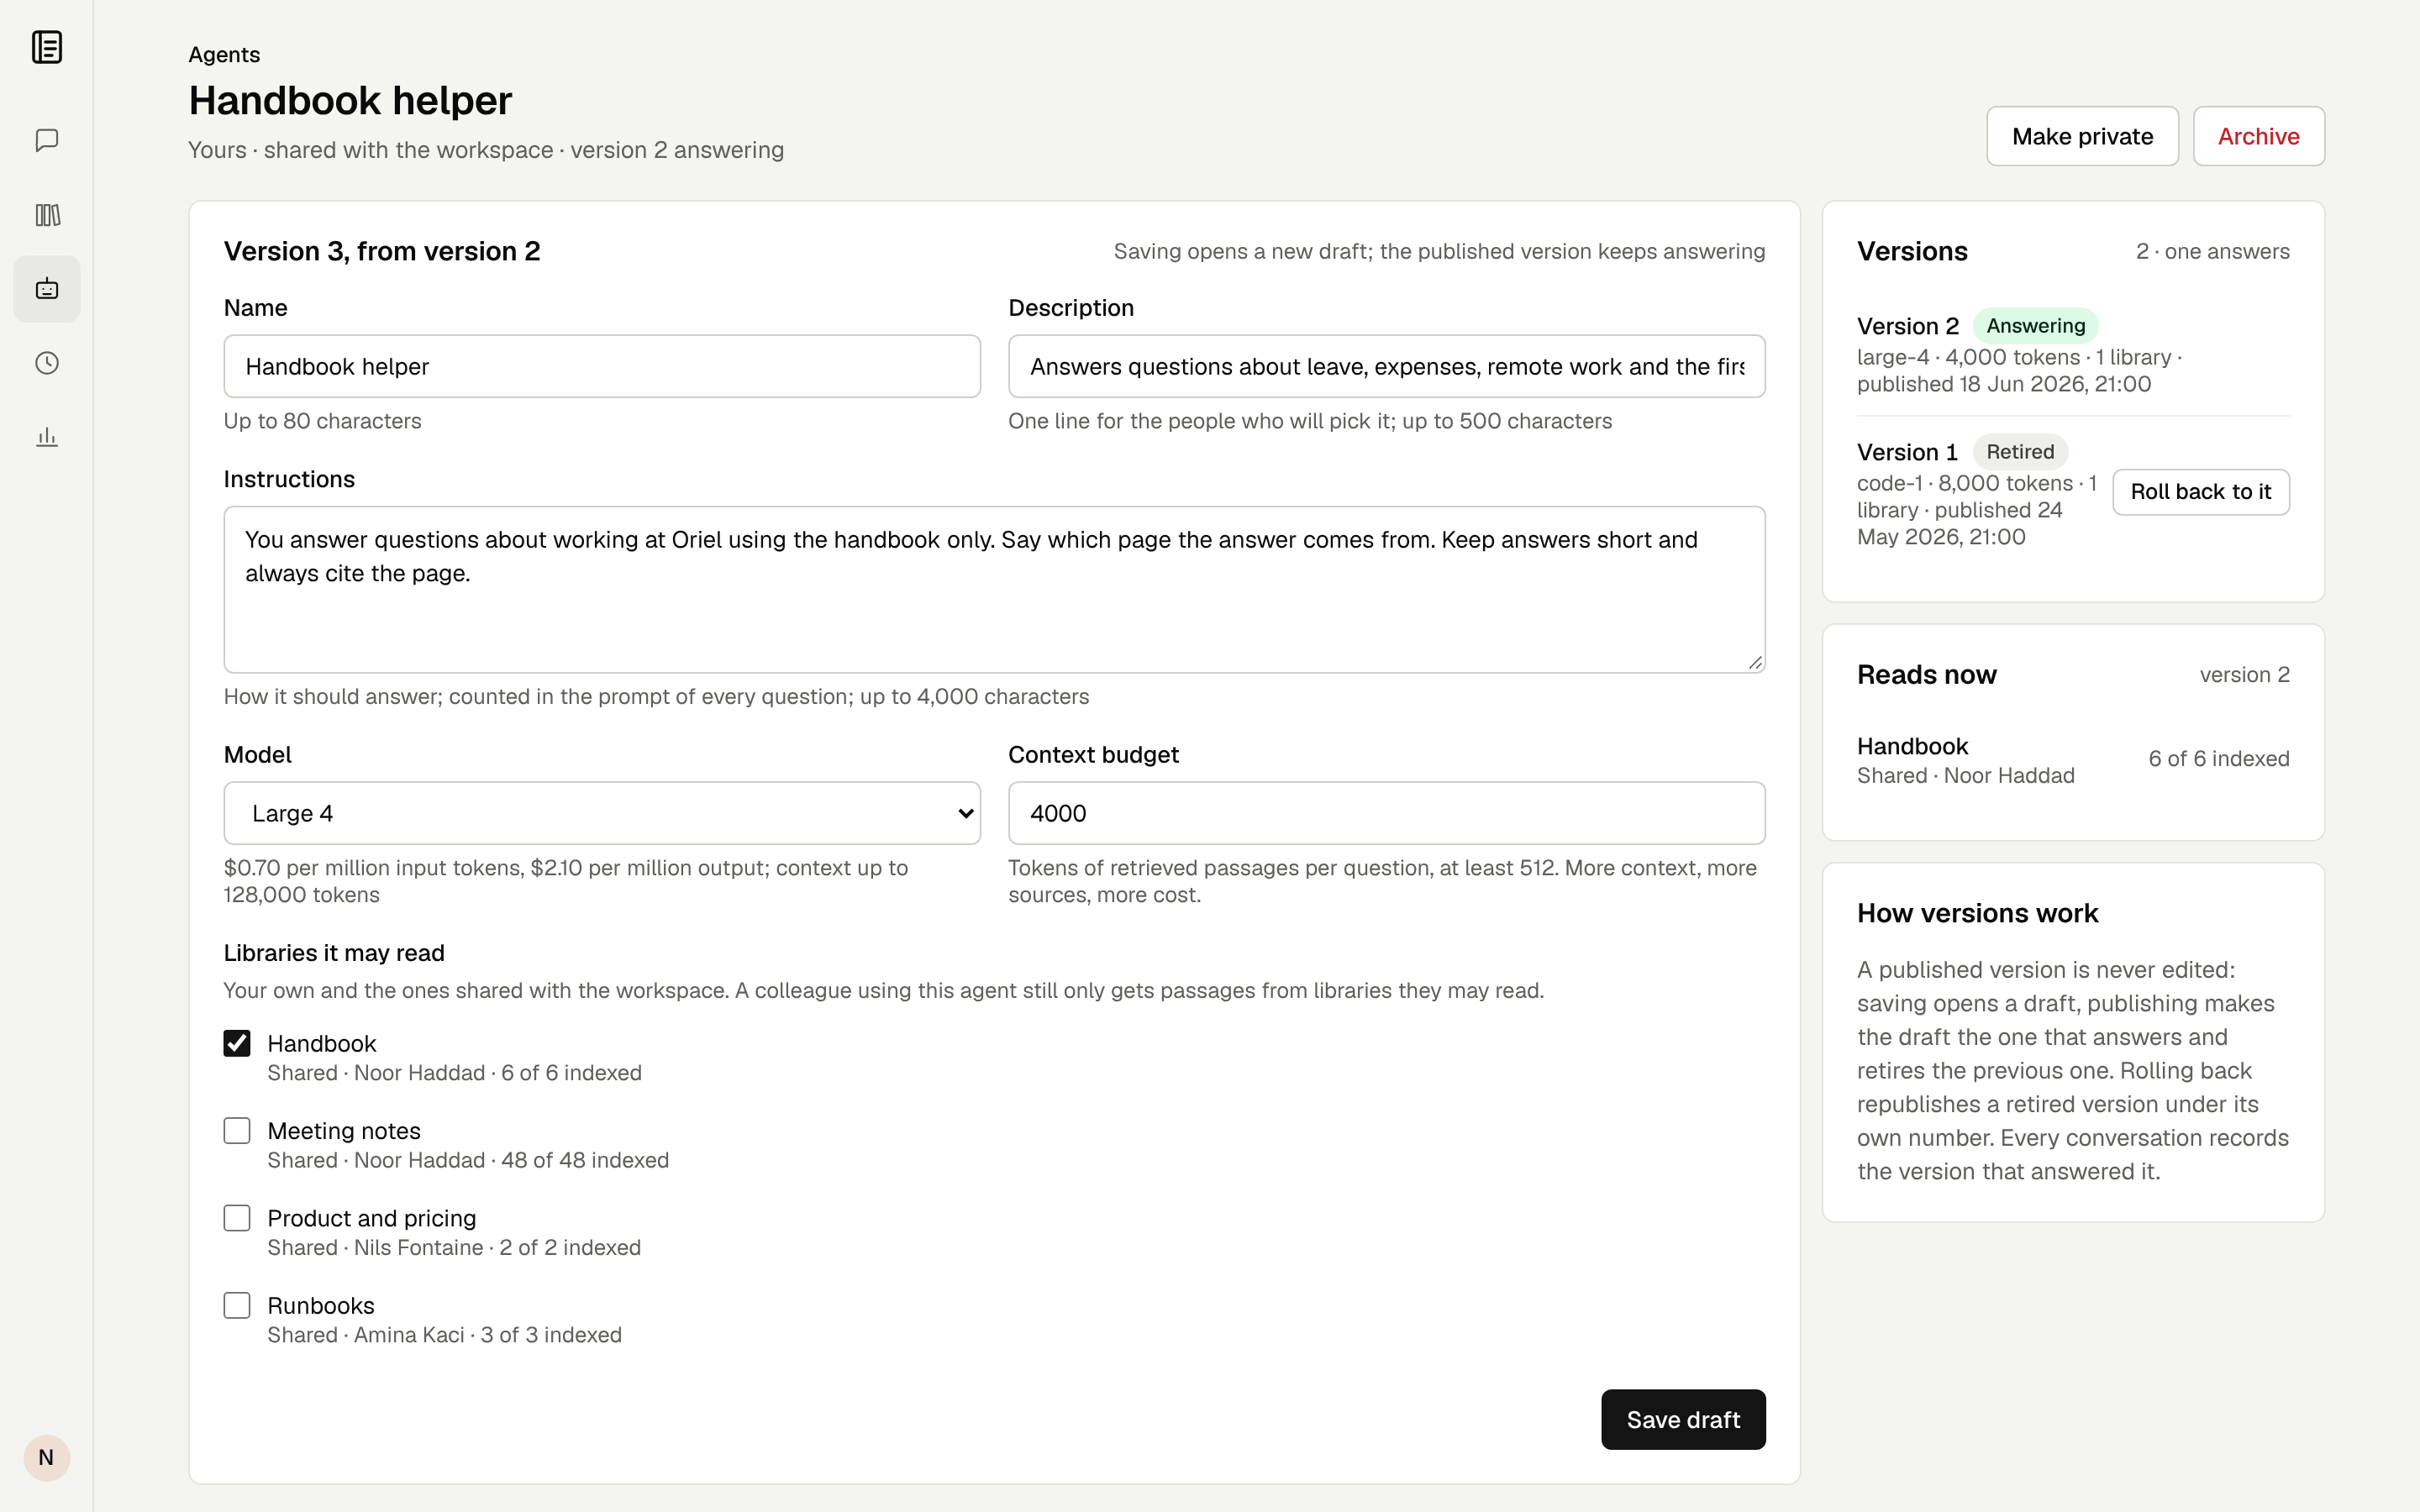 Agents
Handbook helper
Yours · shared with the workspace · version 2 answering
Make private
Archive
Version 3, from version 2
Saving opens a new draft; the published version keeps answering
Name
Description
Handbook helper
Answers questions about leave, expenses, remote work and the
Up to 80 characters
One line for the people who will pick it; up to 500 characters
Instructions
You answer questions about working at Oriel using the handbook only. Say which page the answer comes from. Keep answers short and
always cite the page.
How it should answer; counted in the prompt of every question; up to 4,000 characters
Model
Context budget
Large 4
4000
$0.70 per million input tokens, $2.10 per million output; context up to
128,000 tokens
Tokens of retrieved passages per question, at least 512. More context, more
sources, more cost.
Libraries it may read
Your own and the ones shared with the workspace. A colleague using this agent still only gets passages from libraries they may read.
Handbook
Shared · Noor Haddad · 6 of 6 indexed
Meeting notes
Shared · Noor Haddad · 48 of 48 indexed
Product and pricing
Shared · Nils Fontaine · 2 of 2 indexed
Runbooks
Shared · Amina Kaci · 3 of 3 indexed
Save draft
Versions
2 · one answers
Version 2
Answering
large-4 · 4,000 tokens · 1 library ·
published 18 Jun 2026, 21:00
Version 1
Retired
code-1 · 8,000 tokens · 1
library · published 24
May 2026, 21:00
Roll back to it
Reads now
version 2
Handbook
Shared · Noor Haddad
6 of 6 indexed
How versions work
A published version is never edited:
saving opens a draft, publishing makes
the draft the one that answers and
retires the previous one. Rolling back
republishes a retired version under its
own number. Every conversation records
the version that answered it.
N